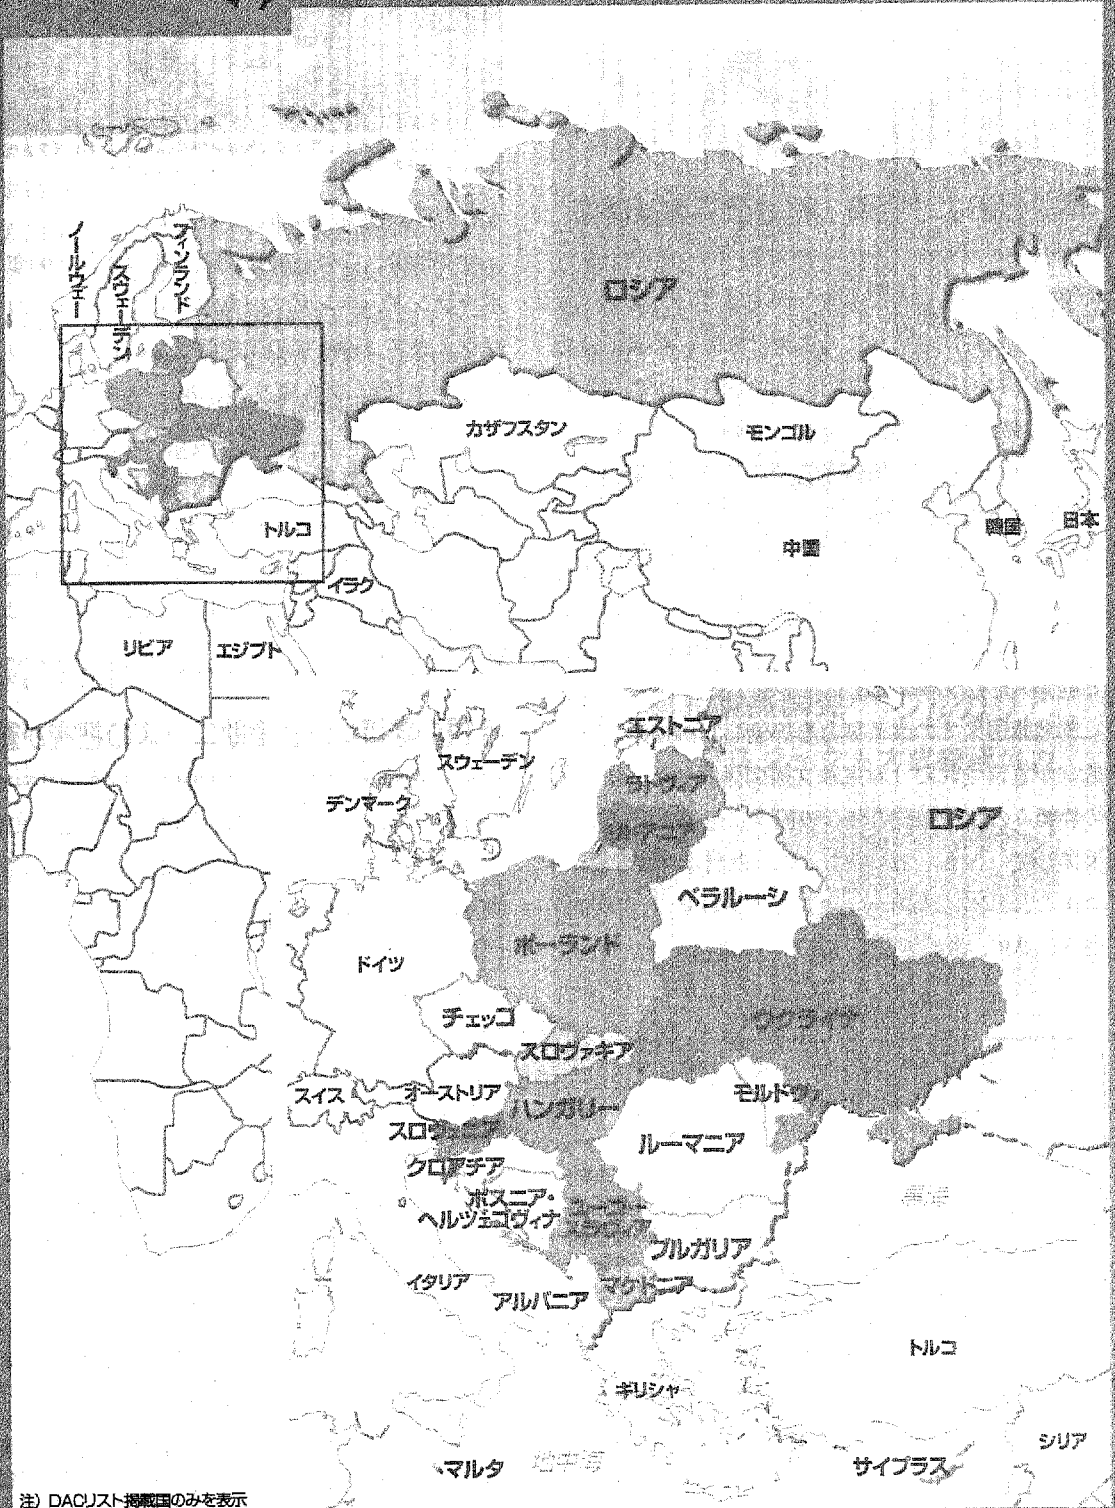 ノールウェー
スウェーデン
フィンランド
ロシア
カザフスタン
モンゴル
トルコ
イラク
中国
韓国
日本
リビア
エジプト
エストニア
スウェーデン
ラトヴィア
デンマーク
ロシア
ベラルーシ
ポーランド
ドイツ
チェッコ
ウクライナ
スロヴァキア
スイス
オーストリア
ハンガリー
モルドヴァ
スロヴェニア
ルーマニア
クロアチア
ボスニア・
ヘルツェゴヴィナ
黒海
ブルガリア
イタリア
アルバニア
マケドニア
トルコ
ギリシャ
シリア
マルタ
地中海
サイプラス
注）DACリスト掲載国のみを表示